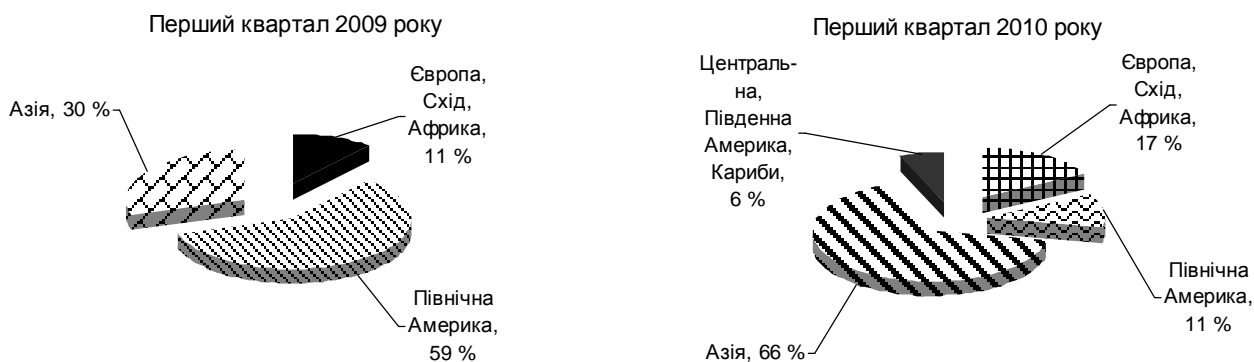 Перший квартал 2009 року
Азія, 30 %
Європа,
Схід,
Африка,
11 %
Північна
Америка,
59 %
Перший квартал 2010 року
Централь-
на,
Південна
Америка,
Кариби,
6 %
Європа,
Схід,
Африка,
17 %
Північна
Америка,
11 %
Азія, 66 %